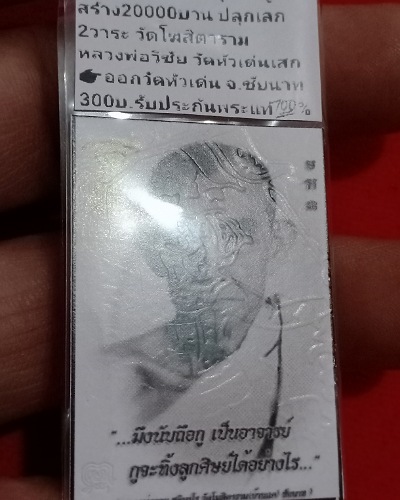 สร้าง20000บาน ปลุกเลก
2วาระ วัดโพสิตาราม
หลวงพ่อวิชัย วัดหัวเด่นเสก
ออกวัดหัวเด่น จ.ชัยนาท
300บ.รับประกันพระแท้100%
"...มึงนับถือกู เป็นอาจารย์
กูจะทิ้งลูกศิษย์ได้อย่างไร..."